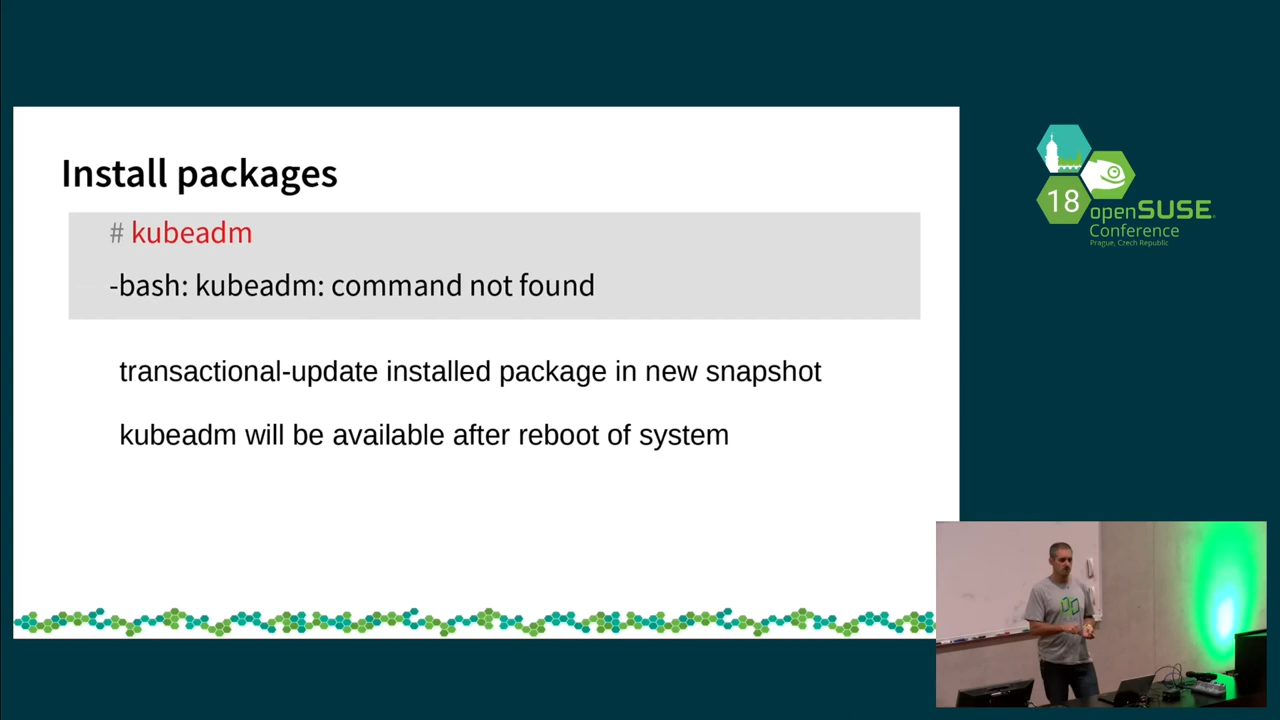 Install packages
# kubeadm
-bash: kubeadm: command not found
transactional-update installed package in new snapshot
kubeadm will be available after reboot of system
18
openSUSE
Conference
Prague, Czech Republic